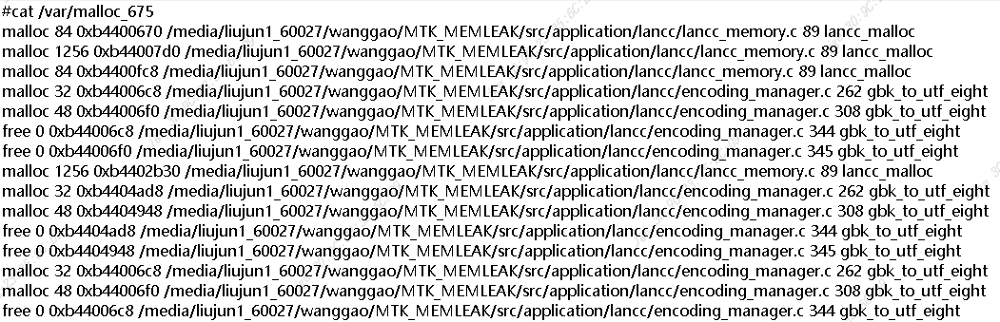 #cat /var/malloc_675
malloc 84 0xb4400670 /media/liujun1_60027/wanggao/MTK_MEMLEAK/src/application/lancc/lancc_memory.c 89 lancc_malloc
malloc 1256 0xb44007d0 /media/liujun1_60027/wanggao/MTK_MEMLEAK/src/application/lancc/lancc_memory.c 89 lancc_malloc
malloc 84 0xb4400fc8 /media/liujun1_60027/wanggao/MTK_MEMLEAK/src/application/lancc/lancc_memory.c 89 lancc_malloc
malloc 32 0xb44006c8 /media/liujun1_60027/wanggao/MTK_MEMLEAK/src/application/lancc/encoding_manager.c 262 gbk_to_utf_eight
malloc 48 0xb44006f0 /media/liujun1_60027/wanggao/MTK_MEMLEAK/src/application/lancc/encoding_manager.c 308 gbk_to_utf_eight
free 0 0xb44006c8 /media/liujun1_60027/wanggao/MTK_MEMLEAK/src/application/lancc/encoding_manager.c 344 gbk_to_utf_eight
free 0 0xb44006f0 /media/liujun1_60027/wanggao/MTK_MEMLEAK/src/application/lancc/encoding_manager.c 345 gbk_to_utf_eight
malloc 1256 0xb4402b30 /media/liujun1_60027/wanggao/MTK_MEMLEAK/src/application/lancc/lancc_memory.c 89 lancc_malloc
malloc 32 0xb4404ad8 /media/liujun1_60027/wanggao/MTK_MEMLEAK/src/application/lancc/encoding_manager.c 262 gbk_to_utf_eight
malloc 48 0xb4404948 /media/liujun1_60027/wanggao/MTK_MEMLEAK/src/application/lancc/encoding_manager.c 308 gbk_to_utf_eight
free 0 0xb4404ad8 /media/liujun1_60027/wanggao/MTK_MEMLEAK/src/application/lancc/encoding_manager.c 344 gbk_to_utf_eight
free 0 0xb4404948 /media/liujun1_60027/wanggao/MTK_MEMLEAK/src/application/lancc/encoding_manager.c 345 gbk_to_utf_eight
malloc 32 0xb44006c8 /media/liujun1_60027/wanggao/MTK_MEMLEAK/src/application/lancc/encoding_manager.c 262 gbk_to_utf_eight
malloc 48 0xb44006f0 /media/liujun1_60027/wanggao/MTK_MEMLEAK/src/application/lancc/encoding_manager.c 308 gbk_to_utf_eight
free 0 0xb44006c8 /media/liujun1_60027/wanggao/MTK_MEMLEAK/src/application/lancc/encoding_manager.c 344 gbk_to_utf_eight